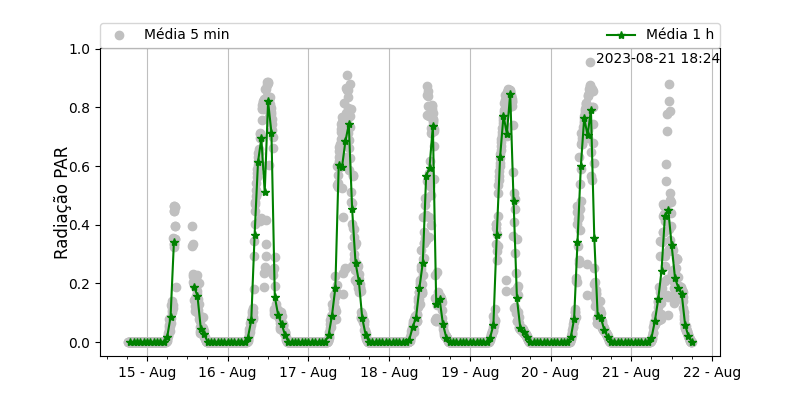 Média 5 min
Média 1 h
2023-08-21 18:24
Radiação PAR
1.0
0.8
0.6
0.4
0.2
0.0
15 - Aug
16 - Aug
17 - Aug
18 - Aug
19 - Aug
20 - Aug
21 - Aug
22 - Aug